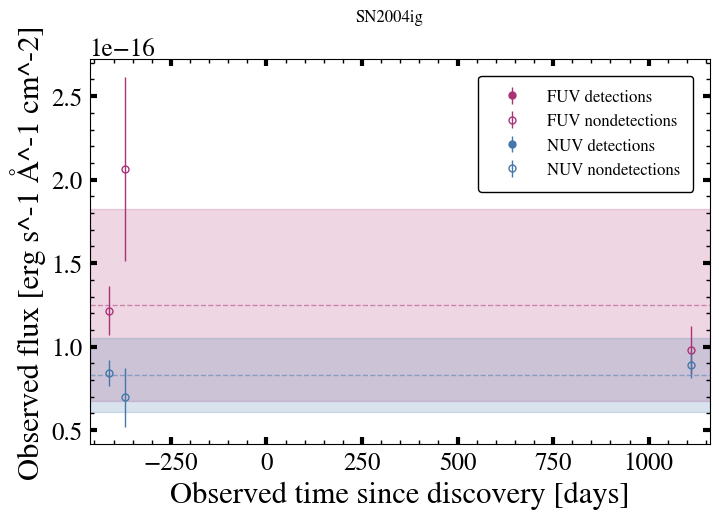 SN2004ig
1e−16
Observed flux [erg s^-1 Å^-1 cm^-2]
2.5
2.0
1.5
1.0
0.5
FUV detections
FUV nondetections
NUV detections
NUV nondetections
−250 0 250 500 750 1000
Observed time since discovery [days]